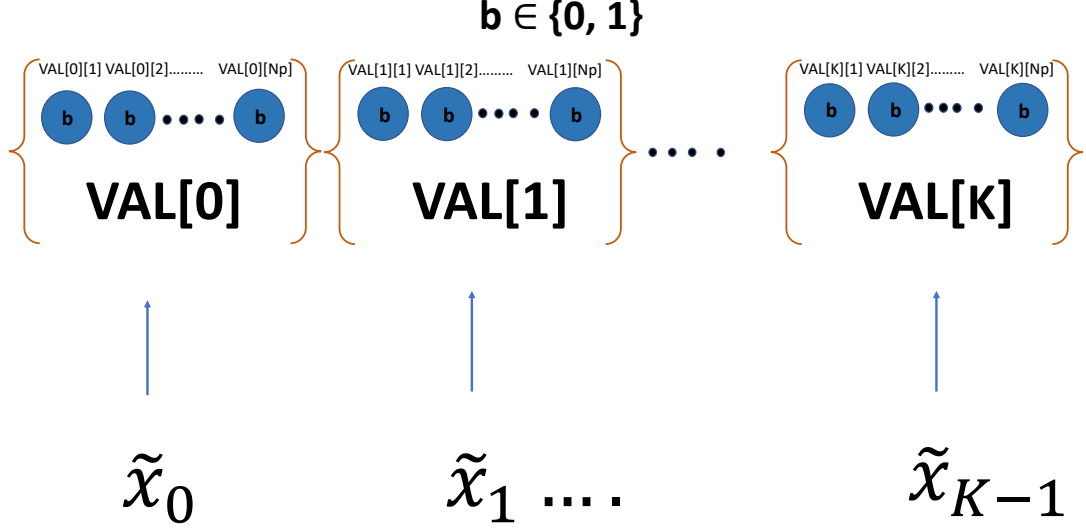 b ∈ {0, 1}
VAL[0][1] VAL[0][2]......... VAL[0][Np] VAL[1][1] VAL[1][2]......... VAL[1][Np] VAL[K][1] VAL[K][2]......... VAL[K][Np]
b b b b b b b b b
VAL[0] VAL[1] VAL[K]
x̃₀ x̃₁ .... x̃_{K−1}